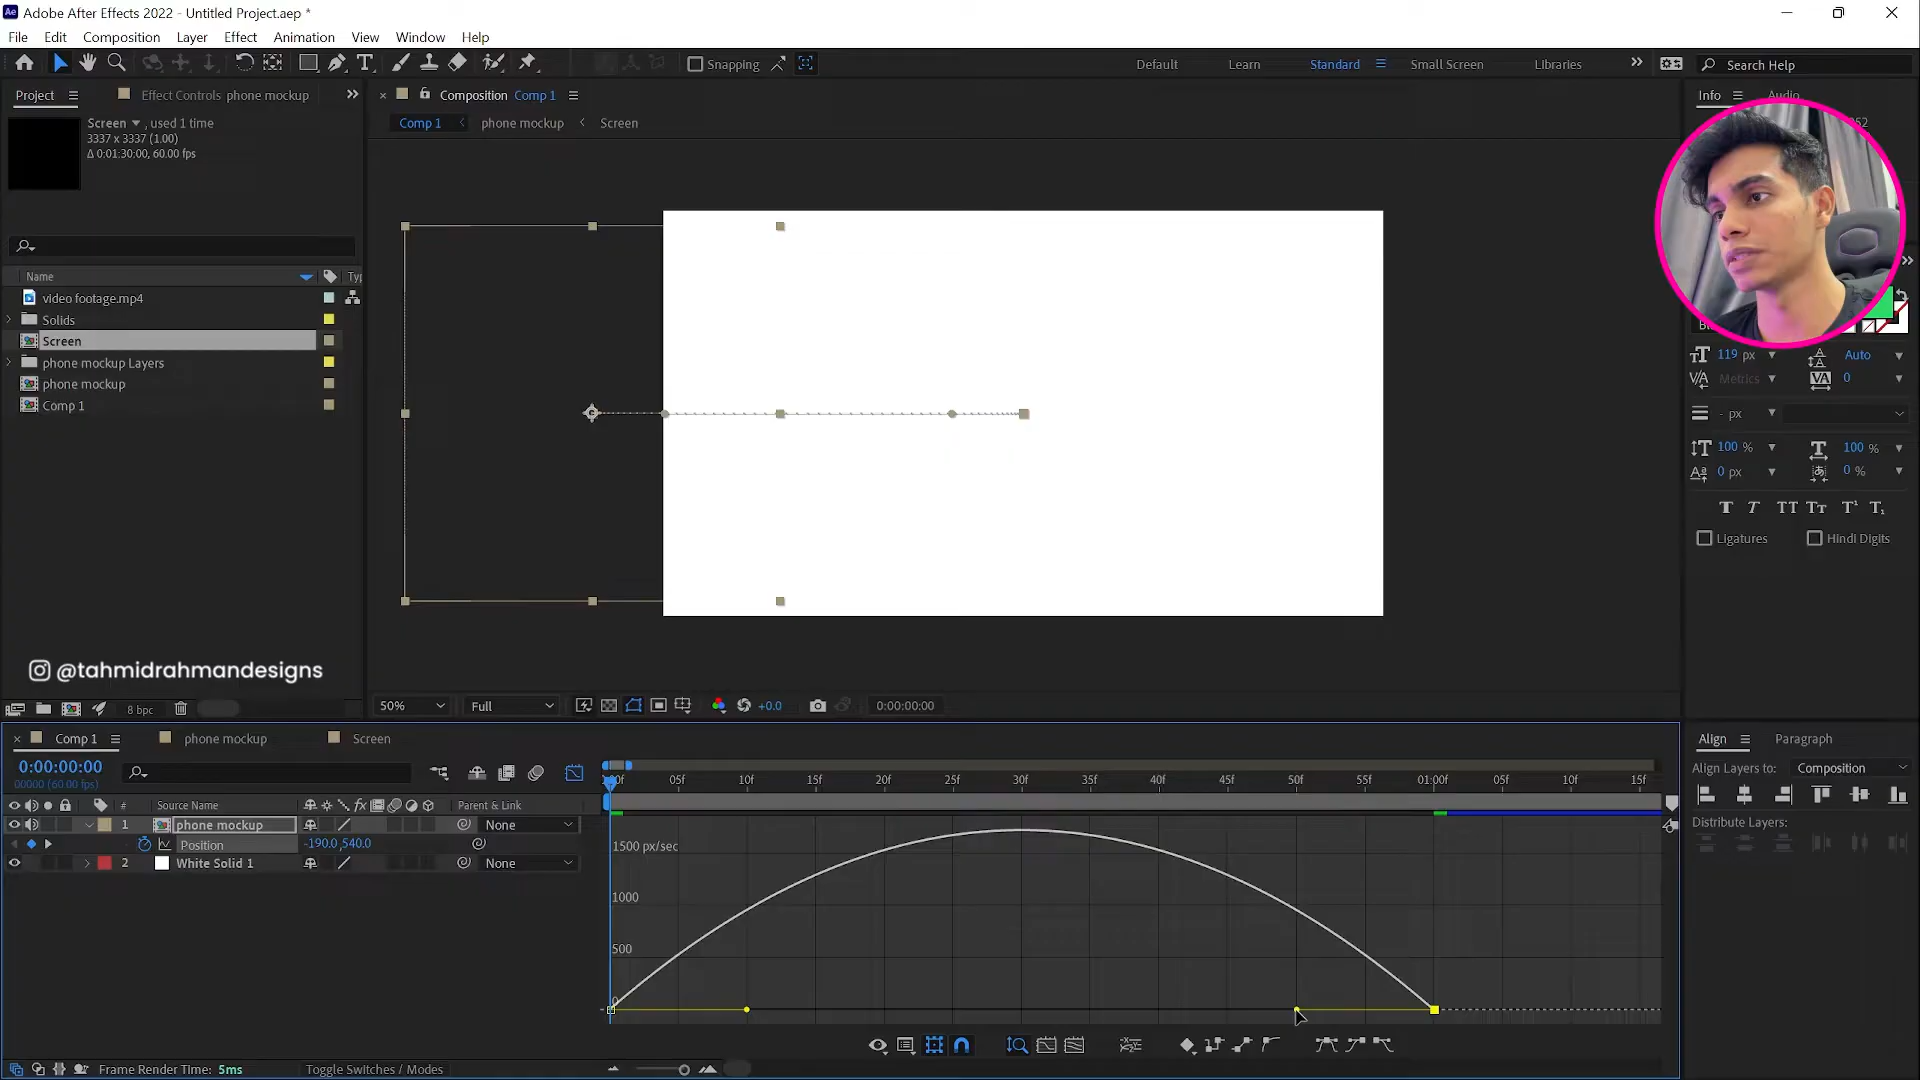 Adobe After Effects 2022 - Untitled Project.aep *
File Edit Composition Layer Effect Animation View Window Help
Snapping
Default Learn Standard Small Screen Libraries
Search Help
Project
Effect Controls phone mockup
Screen , used 1 time
3337 x 3337 (1.00)
Δ 0:01:30:00, 60.00 fps
Name
video footage.mp4
Solids
Screen
phone mockup Layers
phone mockup
Comp 1
@tahmidrahmandesigns
8 bpc
Composition Comp 1
Comp 1 phone mockup Screen
50% Full +0.0 0:00:00:00
Info Audio
119 px Auto
Metrics 0
- px
100 % 100 %
0 px 0 %
Ligatures Hindi Digits
Comp 1 phone mockup Screen
0:00:00:00
00000 (60.00 fps)
# Source Name Parent & Link
1 phone mockup None
Position -190.0,540.0
2 White Solid 1 None
05f 10f 15f 20f 25f 30f 35f 40f 45f 50f 55f 01:00f 05f 10f 15f
1500 px/sec
1000
500
0
Frame Render Time: 5ms
Toggle Switches / Modes
Align Paragraph
Align Layers to: Composition
Distribute Layers: